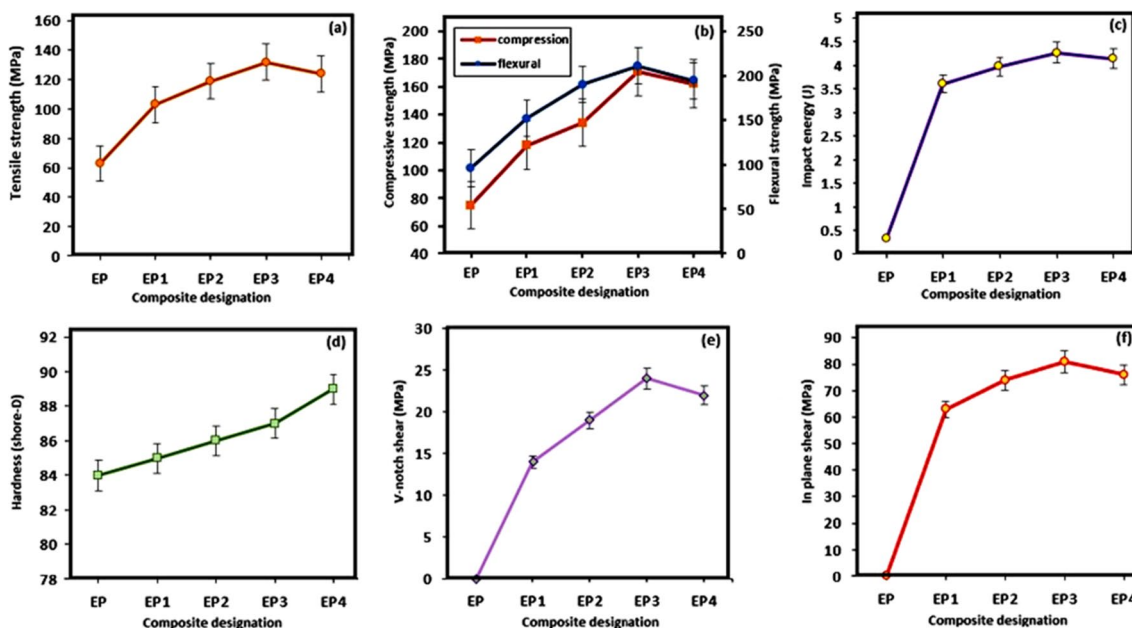 (a)
Tensile strength (MPa)
160
140
120
100
80
60
40
20
0
EP EP1 EP2 EP3 EP4
Composite designation
(b)
compression
flexural
Compressive strength (MPa)
200
180
160
140
120
100
80
60
40
Flexural strength (MPa)
250
200
150
100
50
0
EP EP1 EP2 EP3 EP4
Composite designation
(c)
Impact energy (J)
5
4.5
4
3.5
3
2.5
2
1.5
1
0.5
0
EP EP1 EP2 EP3 EP4
Composite designation
(d)
Hardness (shore-D)
92
90
88
86
84
82
80
78
EP EP1 EP2 EP3 EP4
Composite designation
(e)
V-notch shear (MPa)
30
25
20
15
10
5
0
EP EP1 EP2 EP3 EP4
Composite designation
(f)
In plane shear (MPa)
90
80
70
60
50
40
30
20
10
0
EP EP1 EP2 EP3 EP4
Composite designation